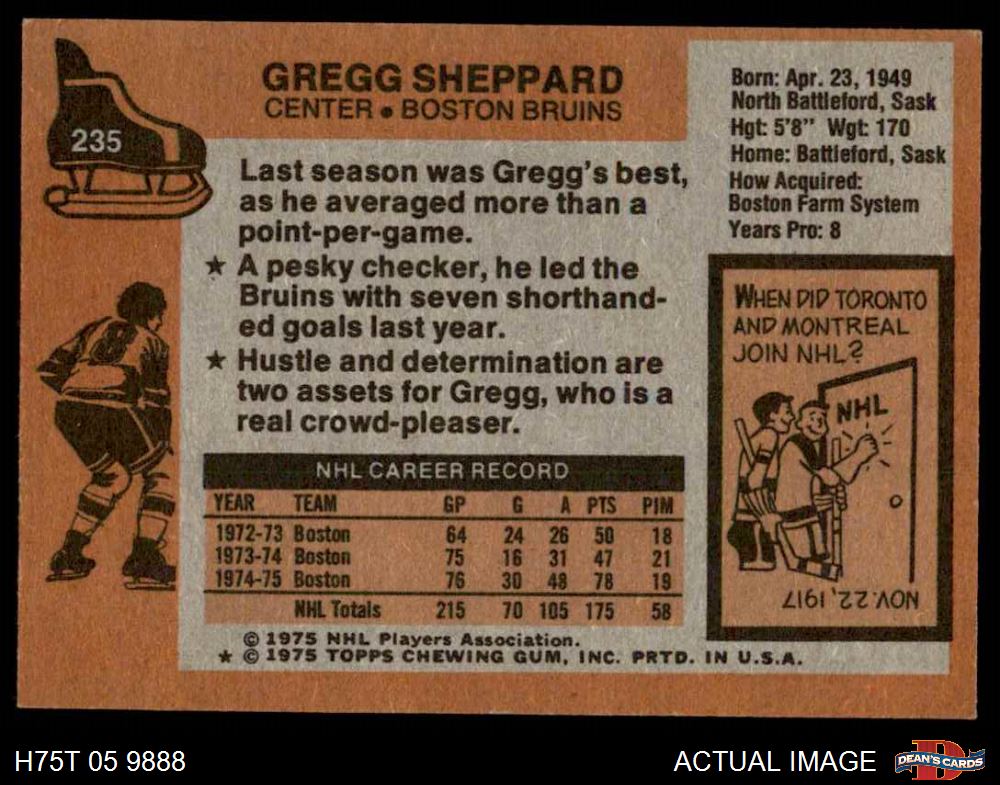 235
GREGG SHEPPARD
CENTER • BOSTON BRUINS
Born: Apr. 23, 1949
North Battleford, Sask
Hgt: 5'8" Wgt: 170
Home: Battleford, Sask
How Acquired:
Boston Farm System
Years Pro: 8
Last season was Gregg's best,
as he averaged more than a
point-per-game.
★ A pesky checker, he led the
Bruins with seven shorthand-
ed goals last year.
★ Hustle and determination are
two assets for Gregg, who is a
real crowd-pleaser.
8
WHEN DID TORONTO
AND MONTREAL
JOIN NHL?
NHL
NOV. 22, 1917
NHL CAREER RECORD
YEAR TEAM GP G A PTS PIM
1972-73 Boston 64 24 26 50 18
1973-74 Boston 75 16 31 47 21
1974-75 Boston 76 30 48 78 19
NHL Totals 215 70 105 175 58
© 1975 NHL Players Association.
★ © 1975 TOPPS CHEWING GUM, INC. PRTD. IN U.S.A.
H75T 05 9888
ACTUAL IMAGE
D
DEAN'S CARDS